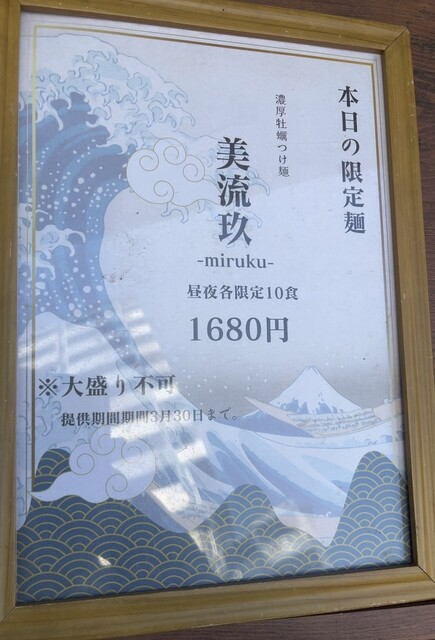 本日の限定麺
濃厚牡蠣つけ麺
美流玖
-miruku-
昼夜各限定10食
1680円
※大盛り不可
提供期間期間3月30日まで。